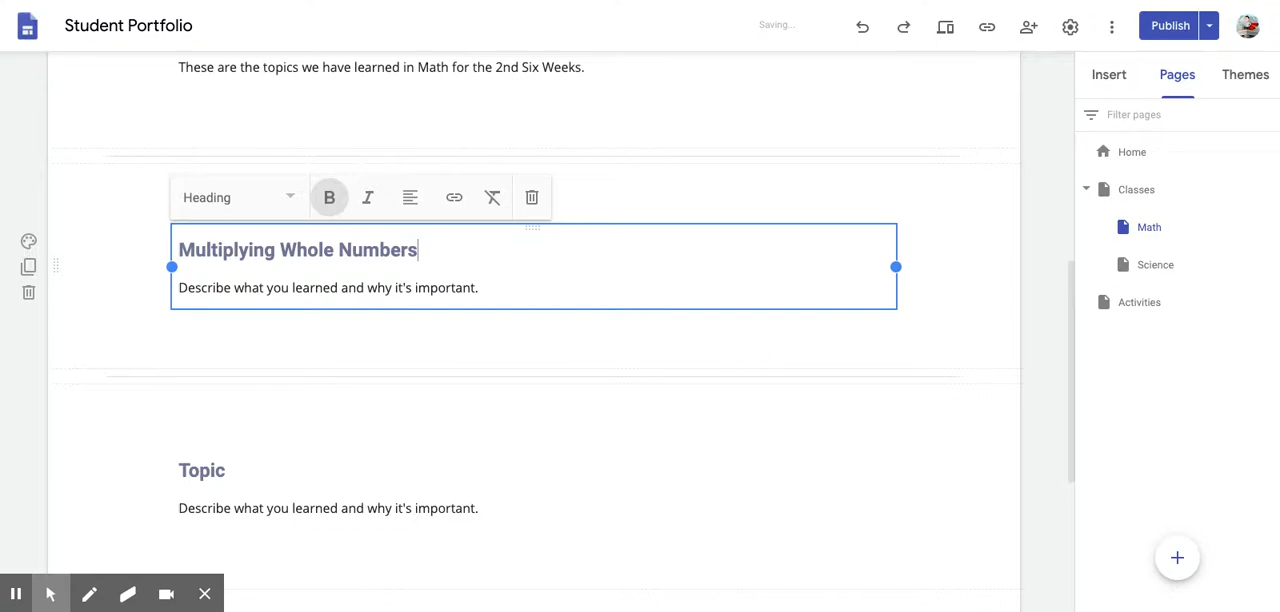 Student Portfolio
Saving...
Publish
These are the topics we have learned in Math for the 2nd Six Weeks.
Insert
Pages
Themes
Filter pages
Home
Classes
Math
Science
Activities
Heading
B
I
Multiplying Whole Numbers
Describe what you learned and why it's important.
Topic
Describe what you learned and why it's important.